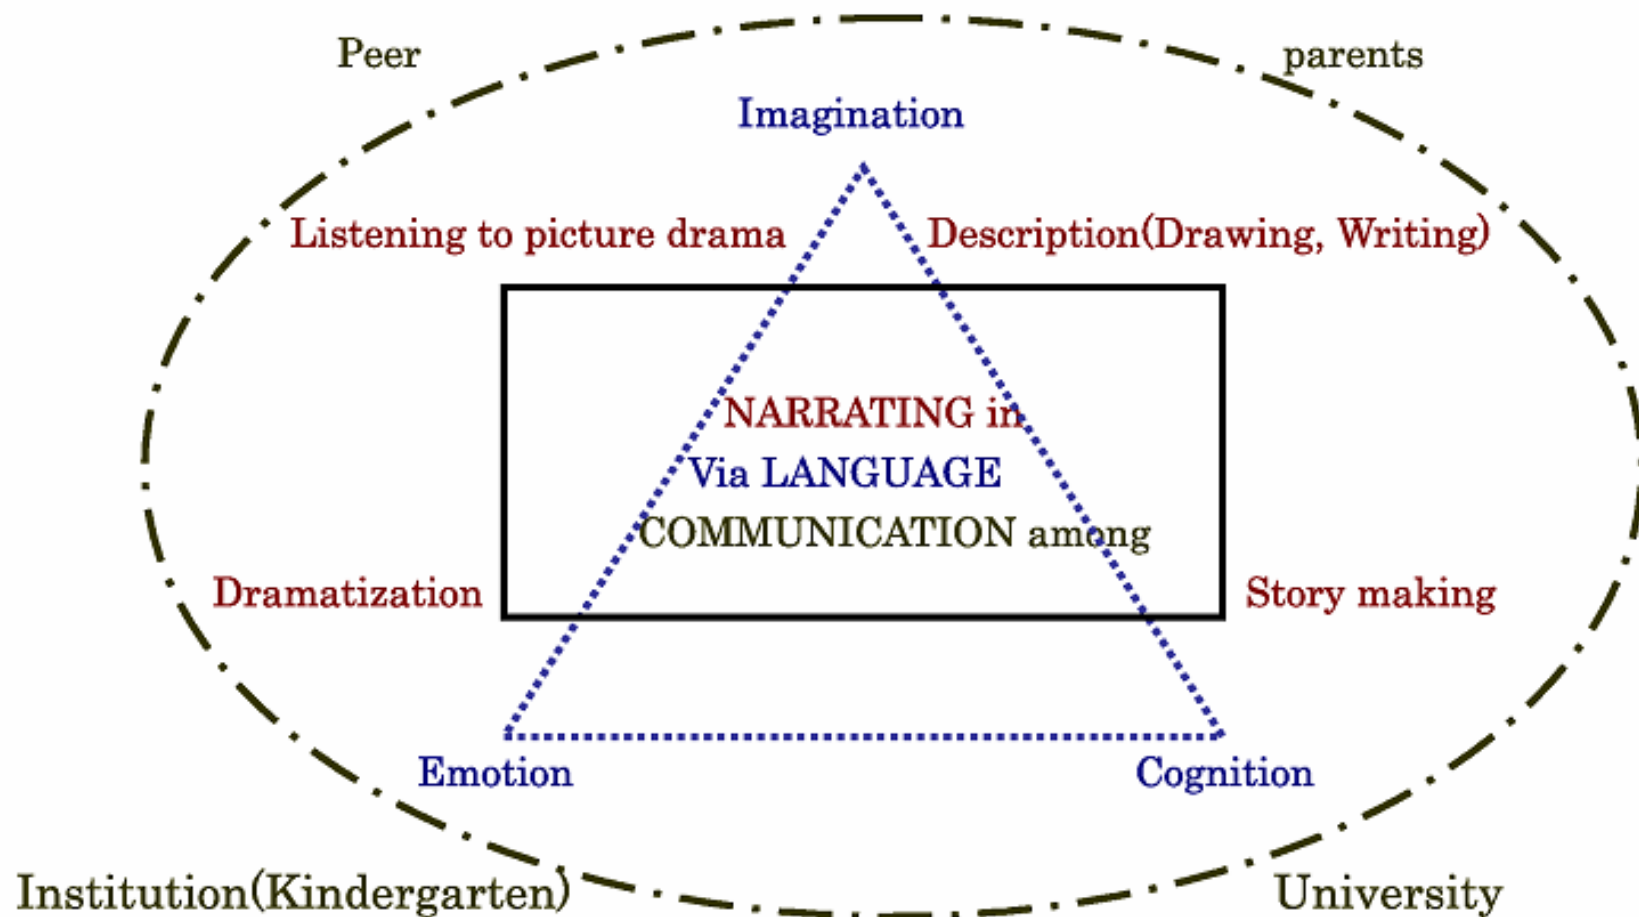 Peer
parents
Imagination
Listening to picture drama
Description(Drawing, Writing)
NARRATING in
Via LANGUAGE
COMMUNICATION among
Dramatization
Story making
Emotion
Cognition
Institution(Kindergarten)
University